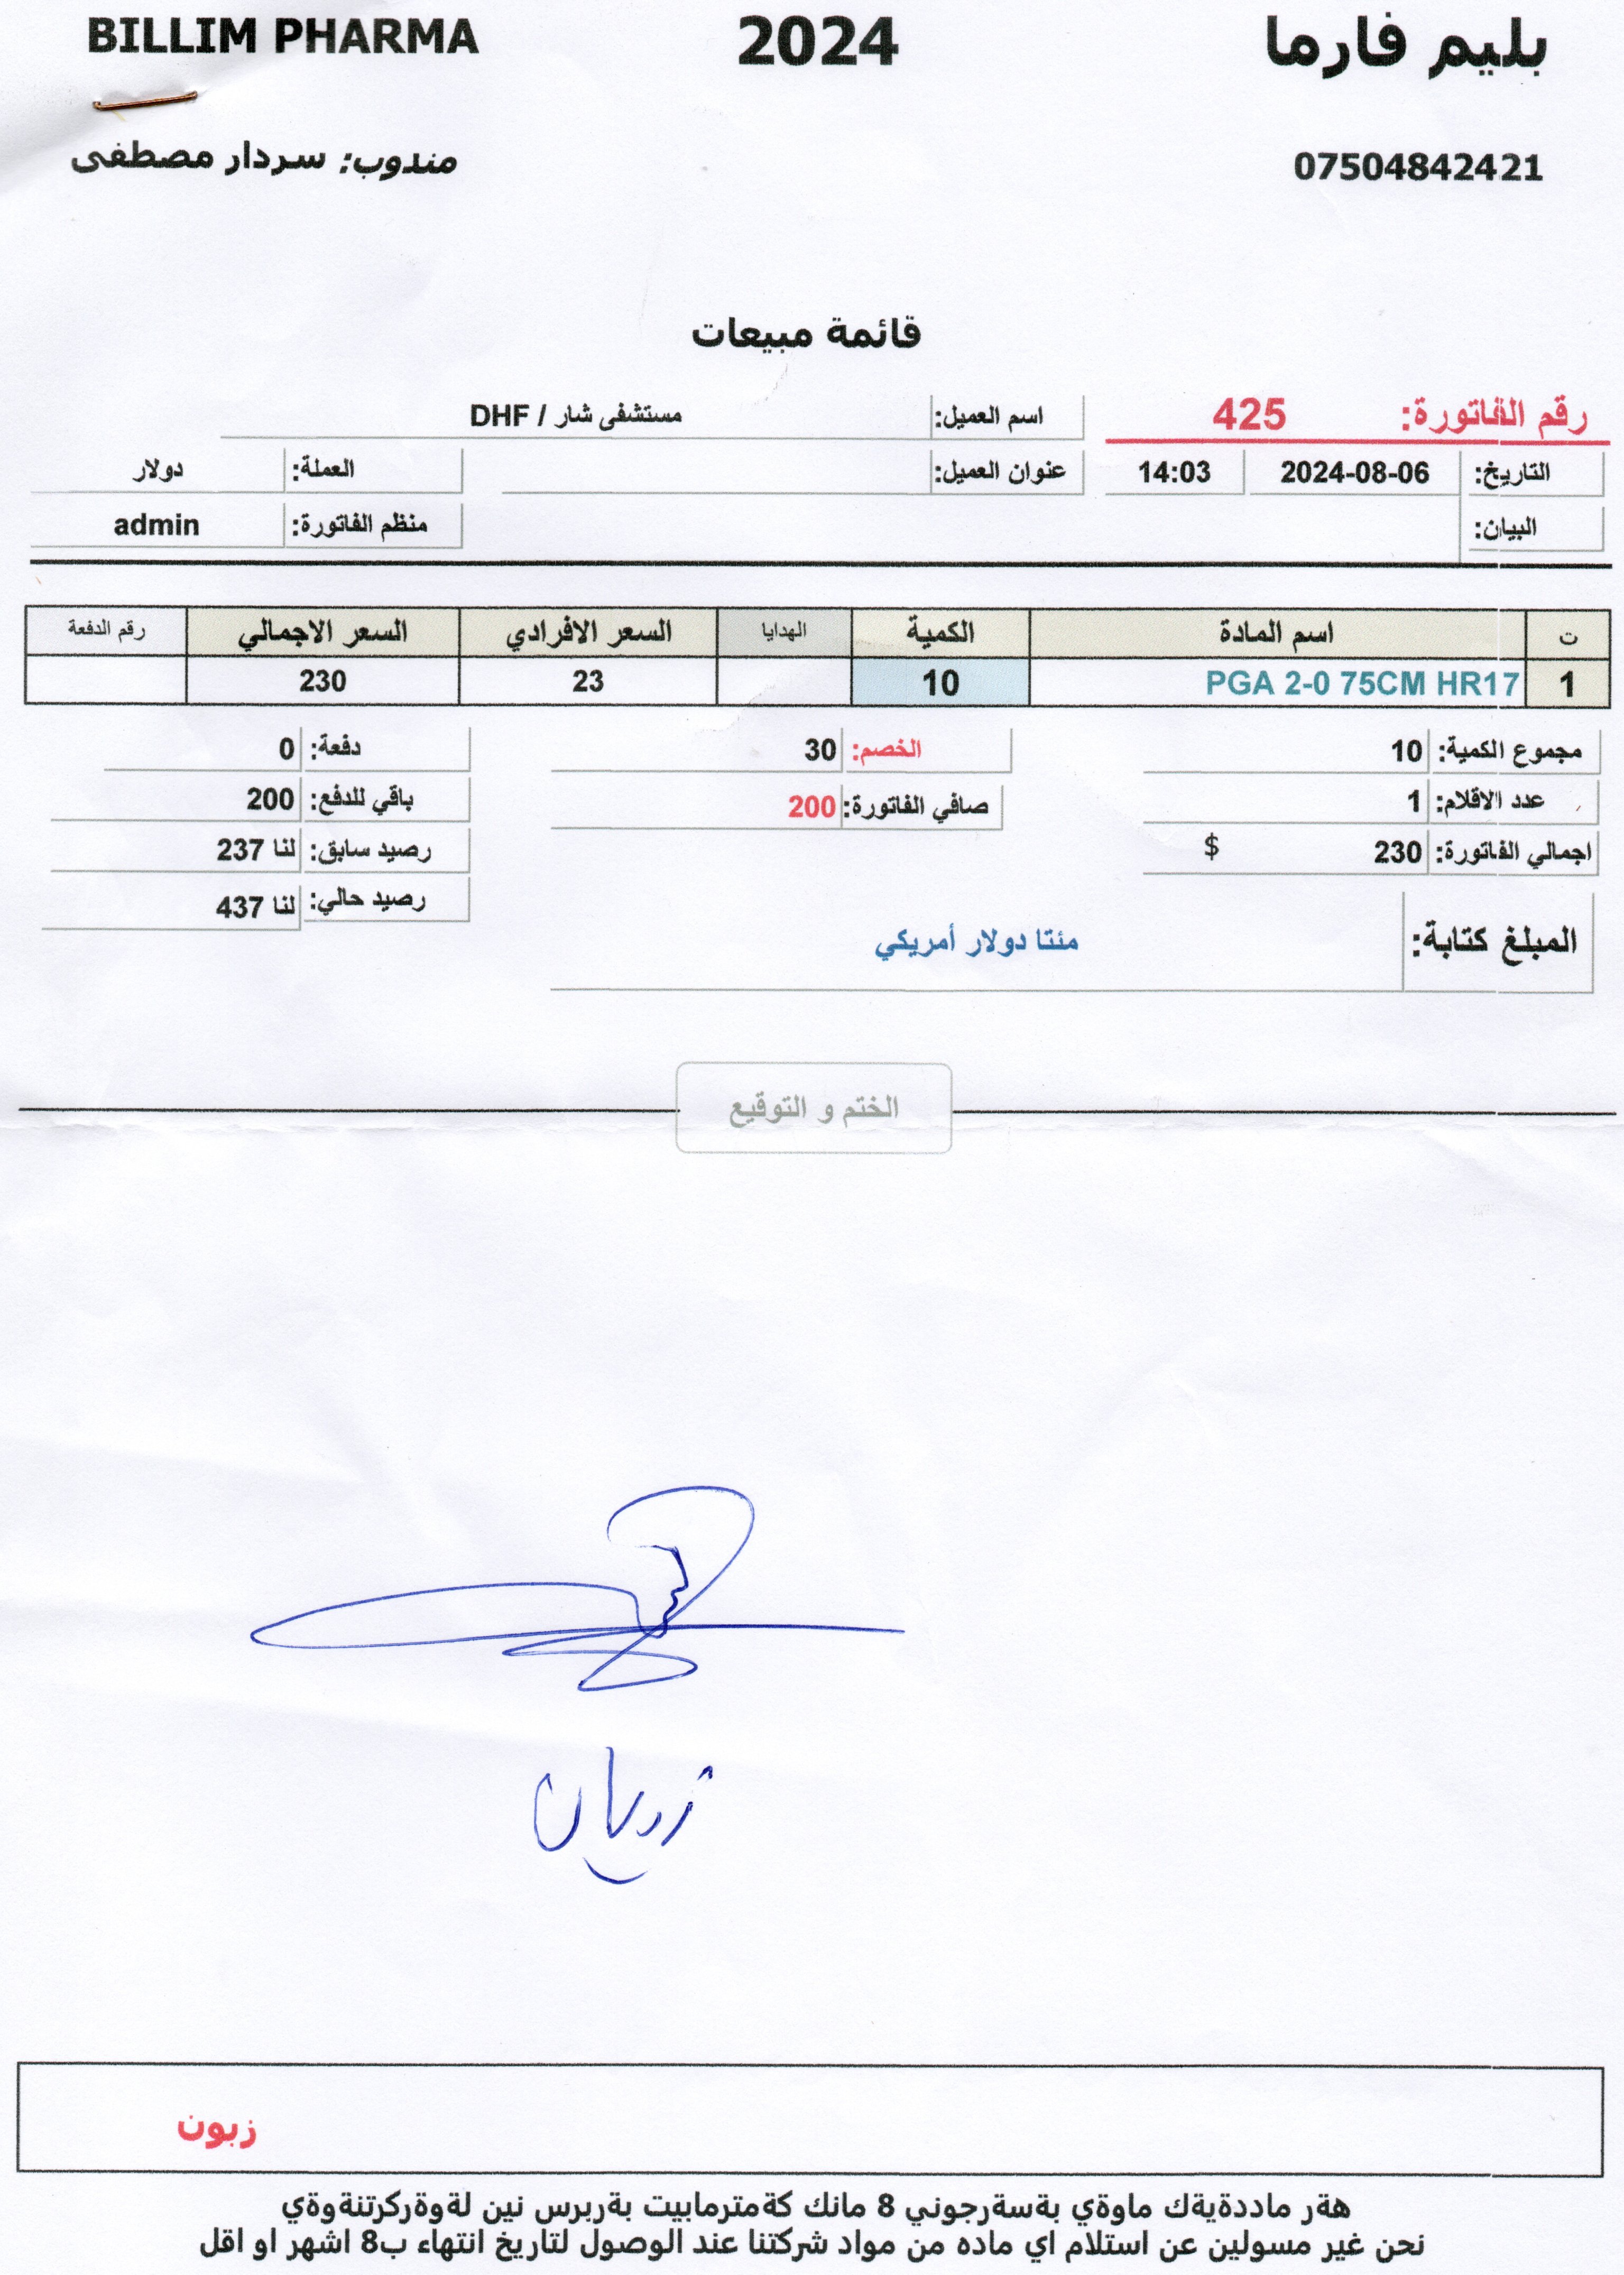 بليم فارما 2024 BILLIM PHARMA
07504842421 مندوب: سردار مصطفى
قائمة مبيعات
رقم الفاتورة: 425 اسم العميل: مستشفى شار / DHF
التاريخ: 2024-08-06 14:03 عنوان العميل: العملة: دولار
البيان: منظم الفاتورة: admin
ت اسم المادة الكمية الهدايا السعر الافرادي السعر الاجمالي رقم الدفعة
1 PGA 2-0 75CM HR17 10 23 230
مجموع الكمية: 10 الخصم: 30 دفعة: 0
عدد الاقلام: 1 صافي الفاتورة: 200 باقي للدفع: 200
اجمالي الفاتورة: 230 $ رصيد سابق: لنا 237
رصيد حالي: لنا 437
المبلغ كتابة: مئتا دولار أمريكي
الختم و التوقيع
زبون
هةر ماددةيةك ماوةي بةسةرجوني 8 مانك كةمترمابيت بةربرس نين لةوةركرتنةوةي
نحن غير مسولين عن استلام اي ماده من مواد شركتنا عند الوصول لتاريخ انتهاء ب8 اشهر او اقل